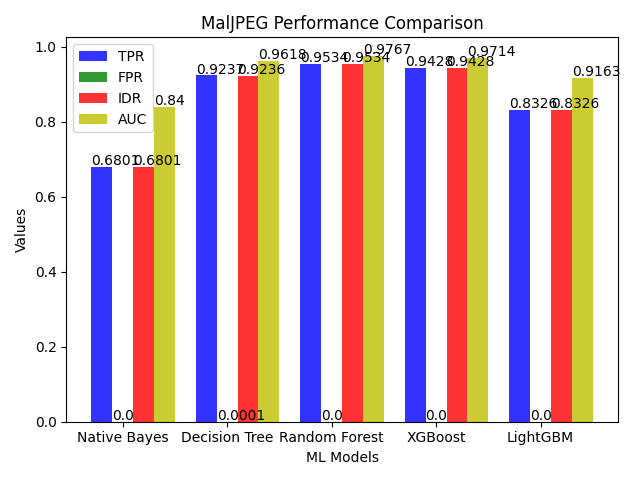 MalJPEG Performance Comparison
TPR
FPR
IDR
AUC
Values
1.0
0.8
0.6
0.4
0.2
0.0
0.6801
0.0
0.6801
0.84
0.9237
0.0001
0.9236
0.9618
0.9534
0.0
0.9534
0.9767
0.9428
0.0
0.9428
0.9714
0.8326
0.0
0.8326
0.9163
Native Bayes
Decision Tree
Random Forest
XGBoost
LightGBM
ML Models